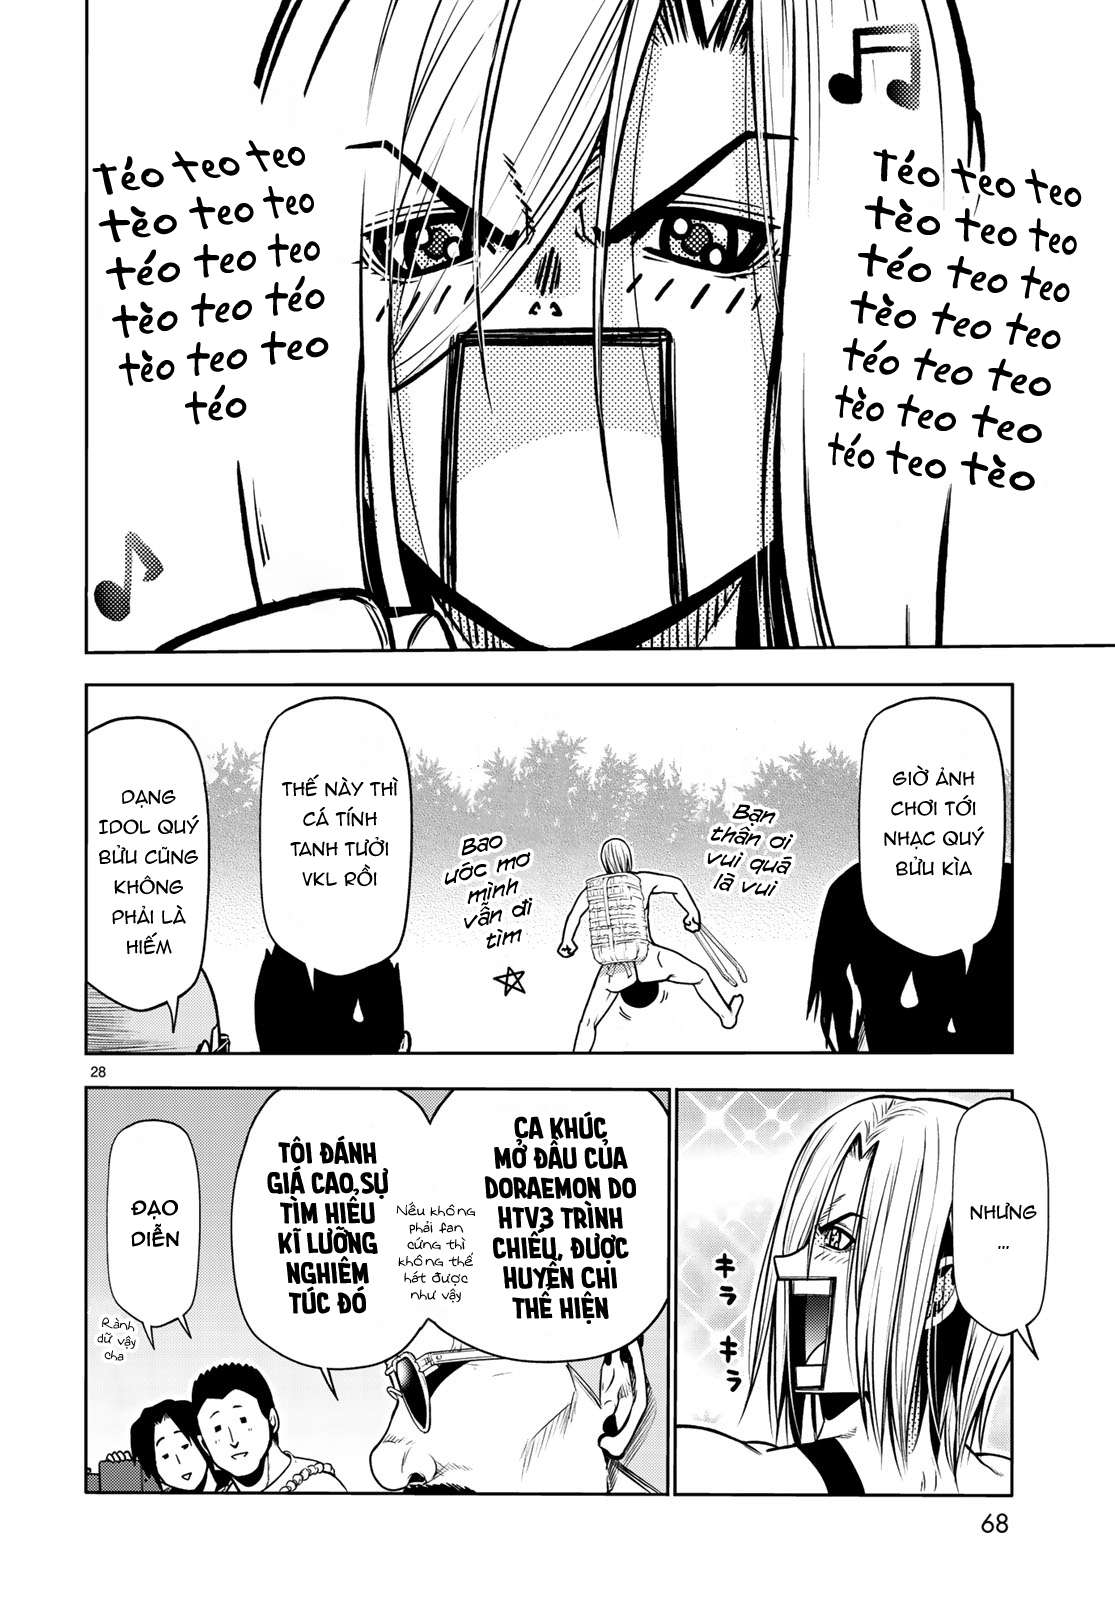 Téo teo teo
tèo teo teo
téo teo teo
tèo teo téo
tèo teo teo
téo
Téo teo teo
tèo teo teo
téo teo teo
tèo teo teo
téo teo teo
tèo teo teo
téo teo tèo
GIỜ ẢNH
CHƠI TỚI
NHẠC QUÝ
BỬU KÌA
Bạn
thân ơi
vui quá
là vui
Bao
ước mơ
mình
vẫn đi
tìm
THẾ NÀY THÌ
CÁ TÍNH
TANH TƯỞI
VKL RỒI
DẠNG
IDOL QUÝ
BỬU CŨNG
KHÔNG
PHẢI LÀ
HIẾM
28
NHƯNG
...
キラ
キラ
CA KHÚC
MỞ ĐẦU CỦA
DORAEMON DO
HTV3 TRÌNH
CHIẾU, ĐƯỢC
HUYỀN CHI
THỂ HIỆN
Nếu không
phải fan
cứng thì
không thể
hát được
như vậy
TÔI ĐÁNH
GIÁ CAO SỰ
TÌM HIỂU
KĨ LƯỠNG
NGHIÊM
TÚC ĐÓ
ĐẠO
DIỄN
Rành
dữ vậy
cha
68